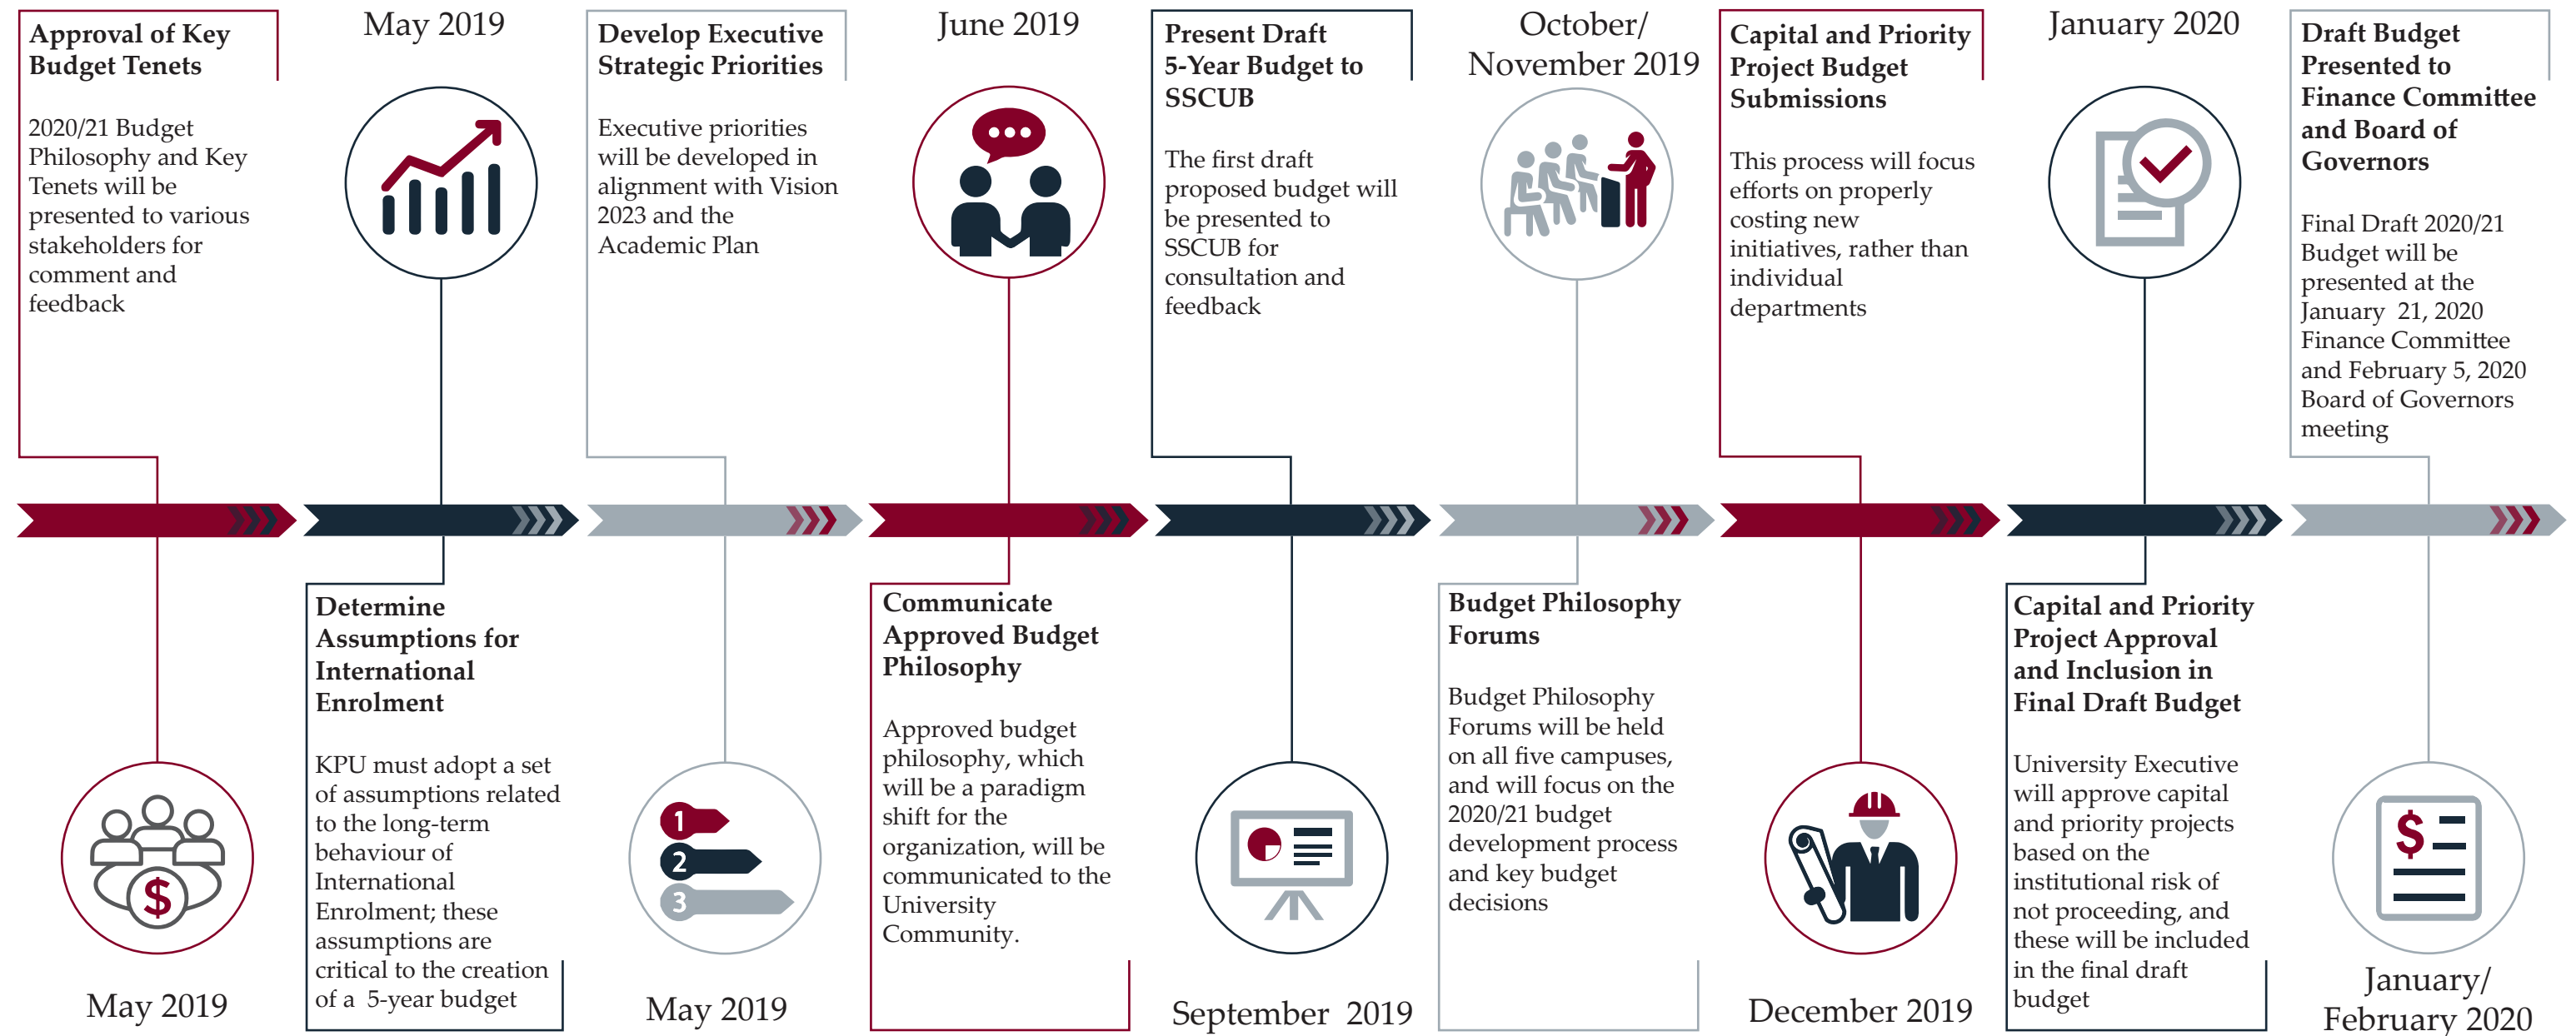 Approval of Key
Budget Tenets
2020/21 Budget
Philosophy and Key
Tenets will be
presented to various
stakeholders for
comment and
feedback
$
May 2019
May 2019
Determine
Assumptions for
International
Enrolment
KPU must adopt a set
of assumptions related
to the long-term
behaviour of
International
Enrolment; these
assumptions are
critical to the creation
of a 5-year budget
Develop Executive
Strategic Priorities
Executive priorities
will be developed in
alignment with Vision
2023 and the
Academic Plan
1
2
3
May 2019
June 2019
Communicate
Approved Budget
Philosophy
Approved budget
philosophy, which
will be a paradigm
shift for the
organization, will be
communicated to the
University
Community.
Present Draft
5-Year Budget to
SSCUB
The first draft
proposed budget will
be presented to
SSCUB for
consultation and
feedback
September 2019
October/
November 2019
Budget Philosophy
Forums
Budget Philosophy
Forums will be held
on all five campuses,
and will focus on the
2020/21 budget
development process
and key budget
decisions
Capital and Priority
Project Budget
Submissions
This process will focus
efforts on properly
costing new
initiatives, rather than
individual
departments
December 2019
January 2020
Capital and Priority
Project Approval
and Inclusion in
Final Draft Budget
University Executive
will approve capital
and priority projects
based on the
institutional risk of
not proceeding, and
these will be included
in the final draft
budget
Draft Budget
Presented to
Finance Committee
and Board of
Governors
Final Draft 2020/21
Budget will be
presented at the
January 21, 2020
Finance Committee
and February 5, 2020
Board of Governors
meeting
$
January/
February 2020